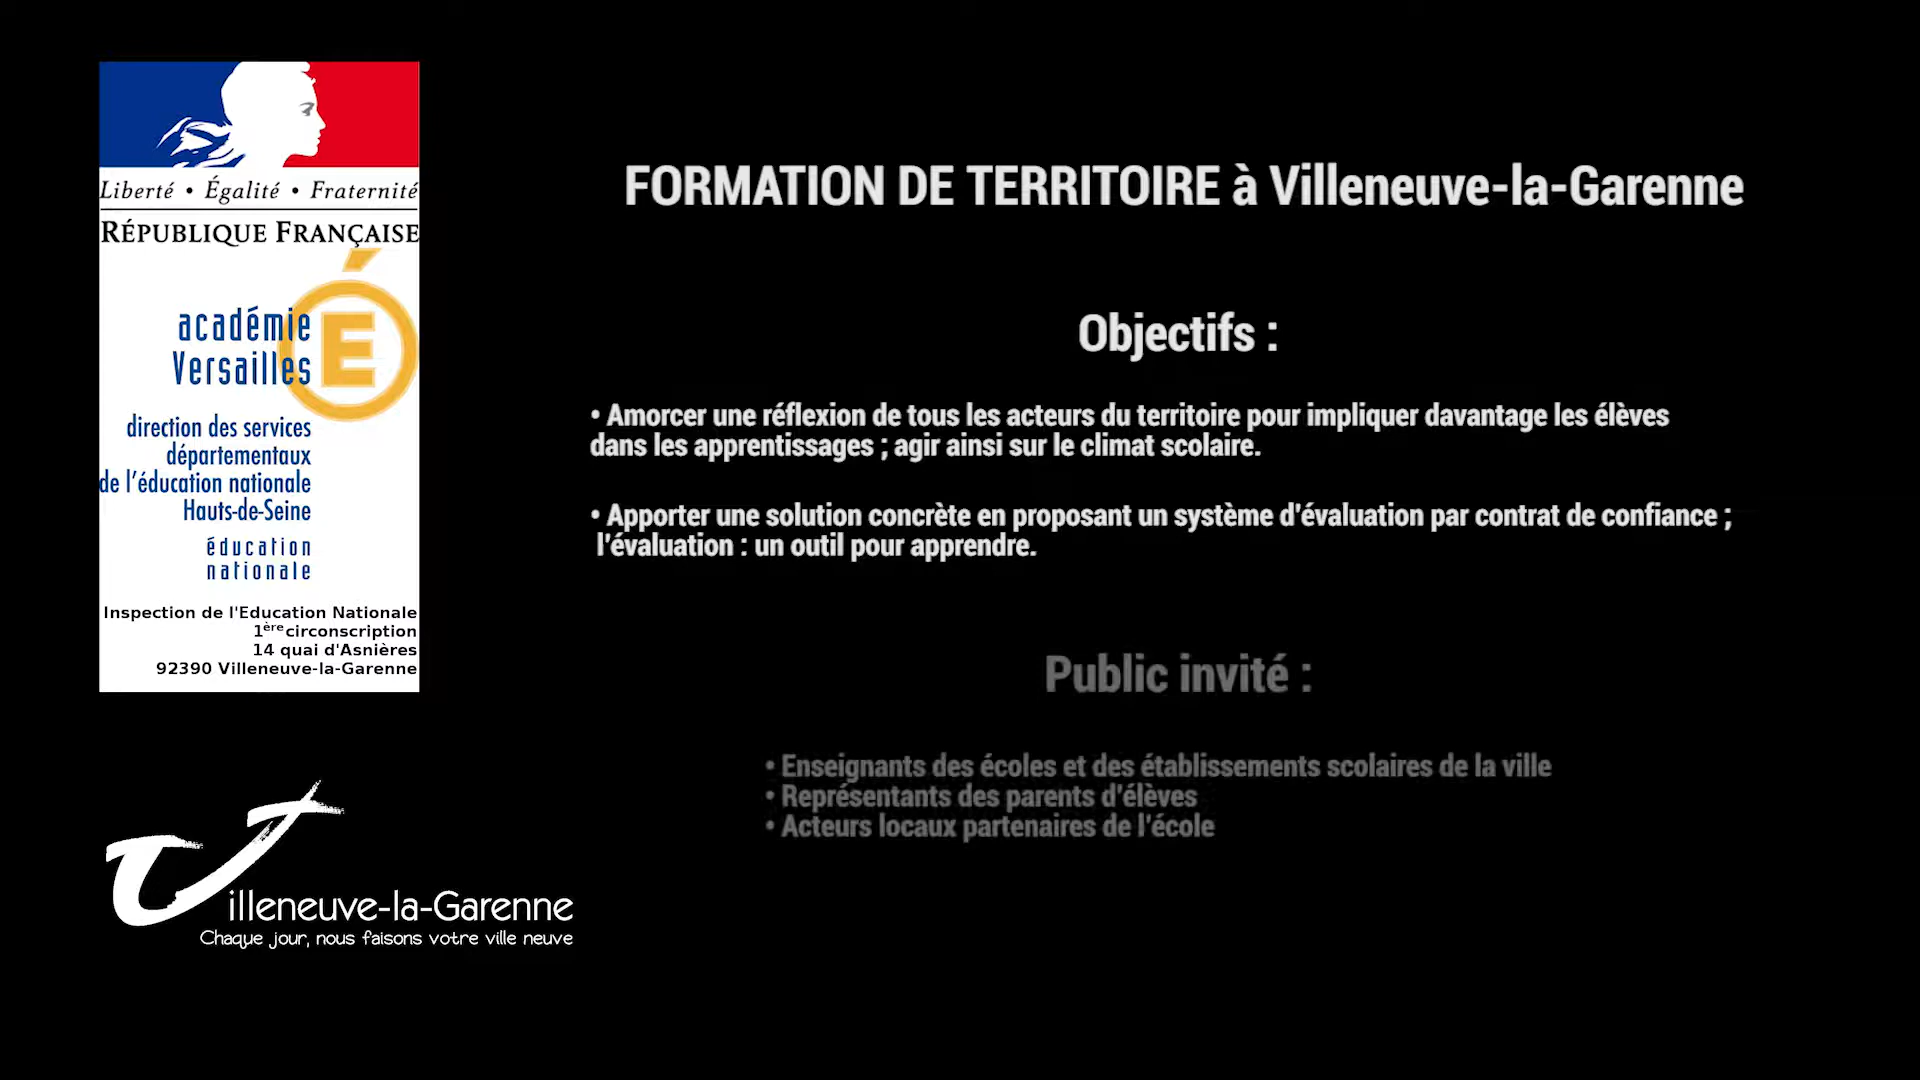 Liberté • Égalité • Fraternité
RÉPUBLIQUE FRANÇAISE
académie
Versailles
É
direction des services
départementaux
de l'éducation nationale
Hauts-de-Seine
éducation
nationale
Inspection de l'Education Nationale
1ère circonscription
14 quai d'Asnières
92390 Villeneuve-la-Garenne
Villeneuve-la-Garenne
Chaque jour, nous faisons votre ville neuve
FORMATION DE TERRITOIRE à Villeneuve-la-Garenne
Objectifs :
• Amorcer une réflexion de tous les acteurs du territoire pour impliquer davantage les élèves
dans les apprentissages ; agir ainsi sur le climat scolaire.
• Apporter une solution concrète en proposant un système d'évaluation par contrat de confiance ;
l'évaluation : un outil pour apprendre.
Public invité :
• Enseignants des écoles et des établissements scolaires de la ville
• Représentants des parents d'élèves
• Acteurs locaux partenaires de l'école